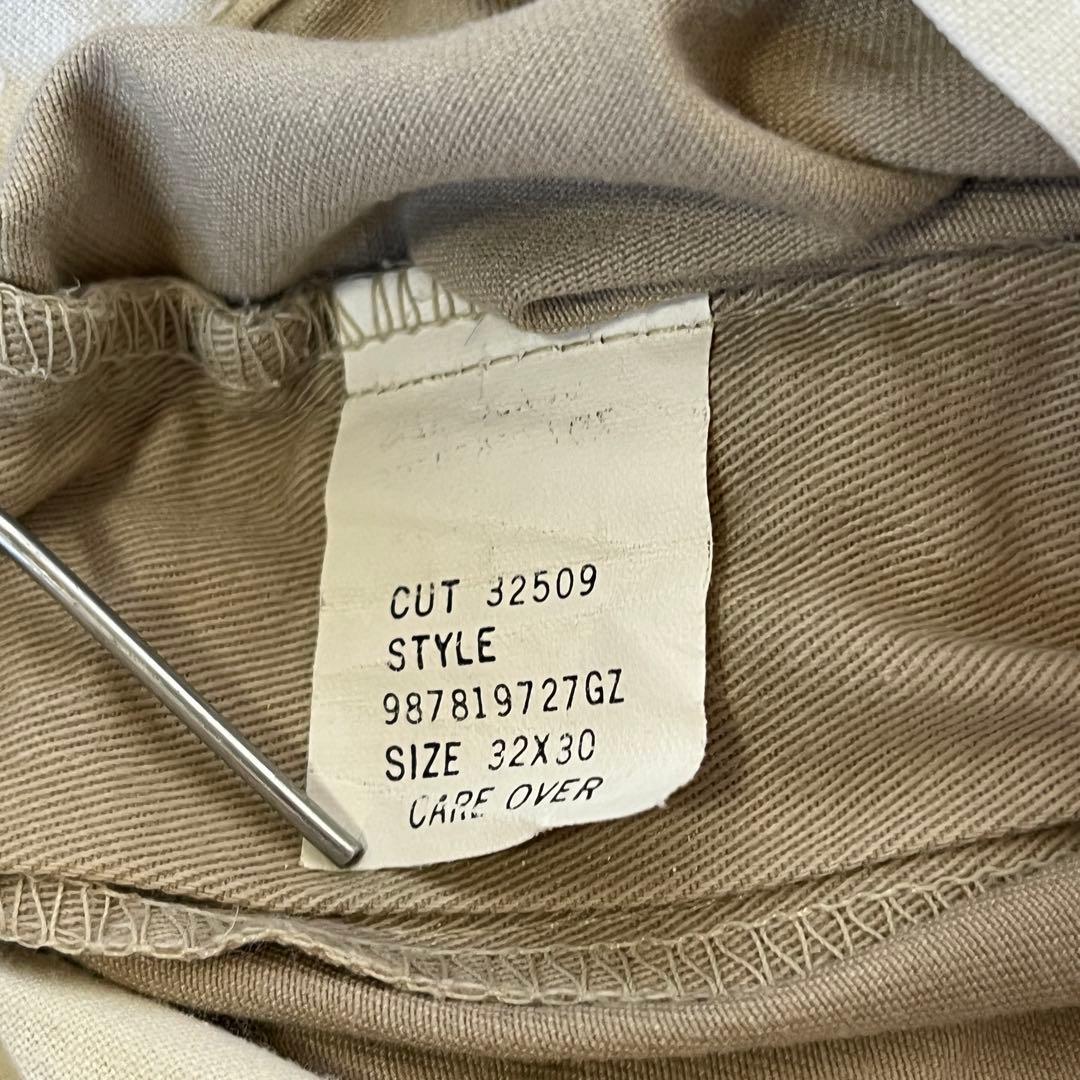 CUT 32509
STYLE
987819727GZ
SIZE 32X30
CARE OVER